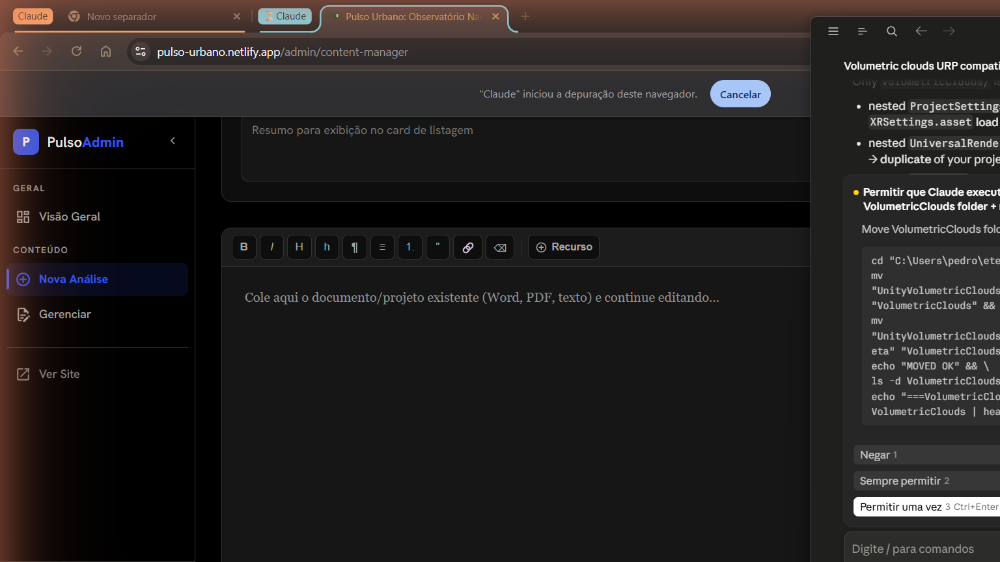 Claude
Novo separador
Claude
Pulso Urbano: Observatório Na
pulso-urbano.netlify.app/admin/content-manager
"Claude" iniciou a depuração deste navegador.
Cancelar
P
PulsoAdmin
GERAL
Visão Geral
CONTEÚDO
Nova Análise
Gerenciar
Ver Site
Resumo para exibição no card de listagem
B I H h ¶ 1. " Recurso
Cole aqui o documento/projeto existente (Word, PDF, texto) e continue editando...
Volumetric clouds URP compati
Only VolumetricClouds/ is
• nested ProjectSettings
XRSettings.asset load
• nested UniversalRende
→ duplicate of your proje
Permitir que Claude execut
VolumetricClouds folder +
Move VolumetricClouds fold
cd "C:\Users\pedro\ete
mv
"UnityVolumetricClouds
"VolumetricClouds" &&
mv
"UnityVolumetricClouds
eta" "VolumetricClouds
echo "MOVED OK" && \
ls -d VolumetricClouds
echo "===VolumetricClo
VolumetricClouds | hea
Negar 1
Sempre permitir 2
Permitir uma vez 3 Ctrl+Enter
Digite / para comandos